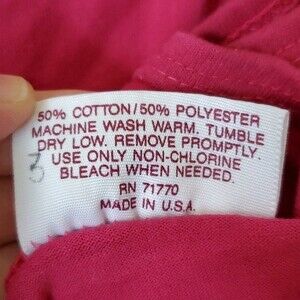 50% COTTON/50% POLYESTER
MACHINE WASH WARM. TUMBLE
DRY LOW. REMOVE PROMPTLY.
USE ONLY NON-CHLORINE
BLEACH WHEN NEEDED.
RN 71770
MADE IN U.S.A.